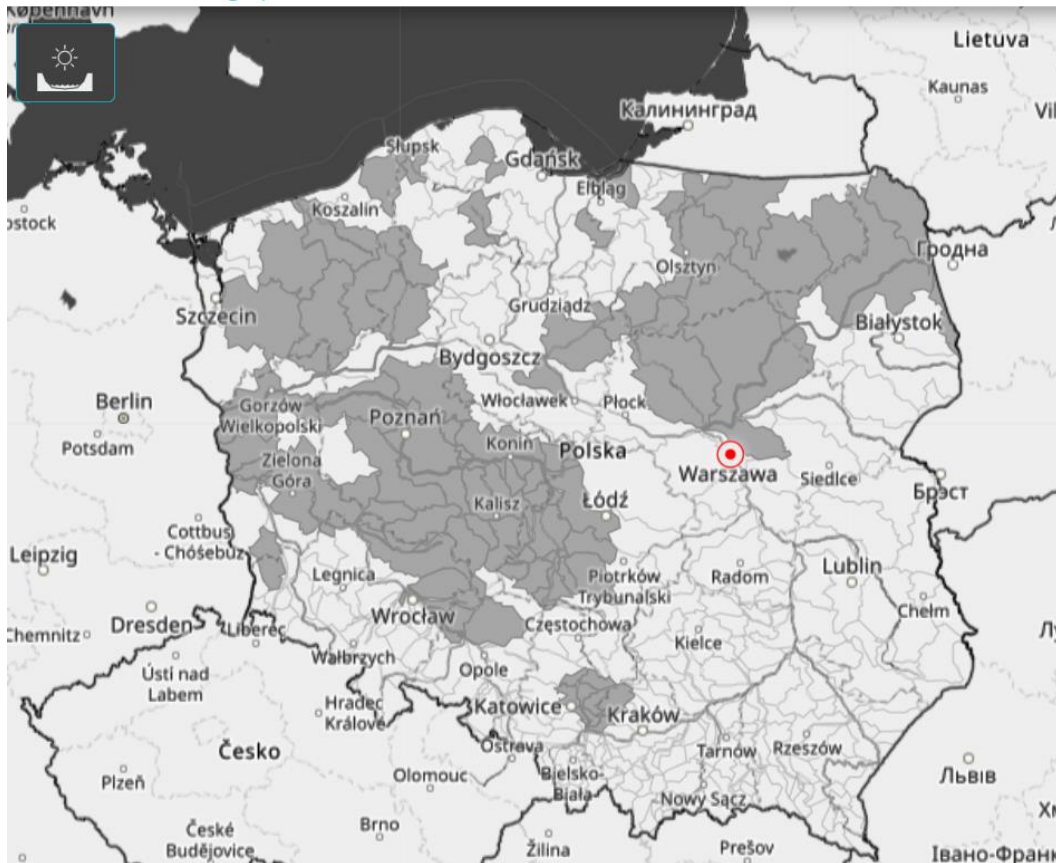 København
Lietuva
Kaunas
Калининград
Słupsk
Gdańsk
Elbląg
Koszalin
Гродна
Olsztyn
Grudziądz
Szczecin
Białystok
Bydgoszcz
Berlin
Gorzów
Wielkopolski
Poznań
Włocławek
Płock
Potsdam
Konin
Polska
Zielona
Góra
Warszawa
Siedlce
Брэст
Kalisz
Łódź
Cottbus
- Chóśebuz
Leipzig
Legnica
Piotrków
Trybunalski
Radom
Lublin
Chełm
Wrocław
Dresden
Chemnitz
Liberec
Częstochowa
Kielce
Wałbrzych
Ústí nad
Labem
Opole
Hradec
Králové
Katowice
Kraków
Česko
Ostrava
Tarnów
Rzeszów
Plzeň
Olomouc
Bielsko-
Biała
Nowy Sącz
Львів
České
Budějovice
Brno
Žilina
Prešov
Івано-Франк